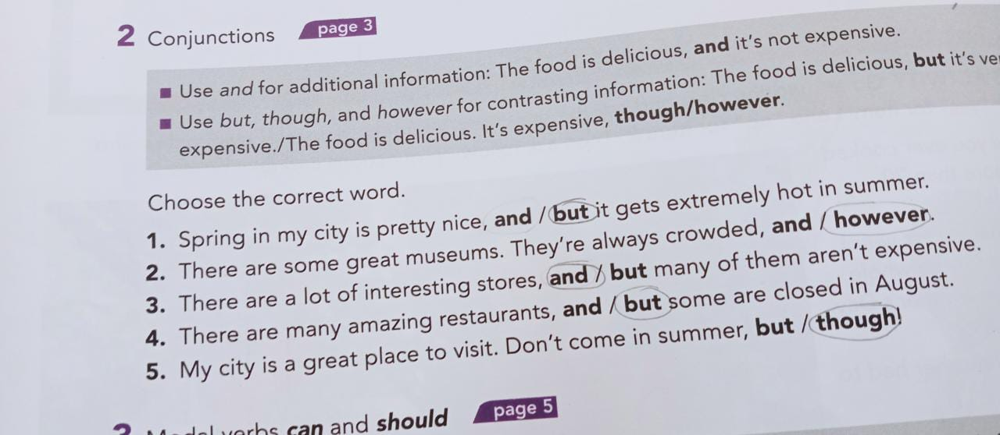 2 Conjunctions page 3
■ Use and for additional information: The food is delicious, and it's not expensive.
■ Use but, though, and however for contrasting information: The food is delicious, but it's
expensive./The food is delicious. It's expensive, though/however.
Choose the correct word.
1. Spring in my city is pretty nice, and / but it gets extremely hot in summer.
2. There are some great museums. They're always crowded, and / however.
3. There are a lot of interesting stores, and / but many of them aren't expensive.
4. There are many amazing restaurants, and / but some are closed in August.
5. My city is a great place to visit. Don't come in summer, but / though!
verbs can and should page 5